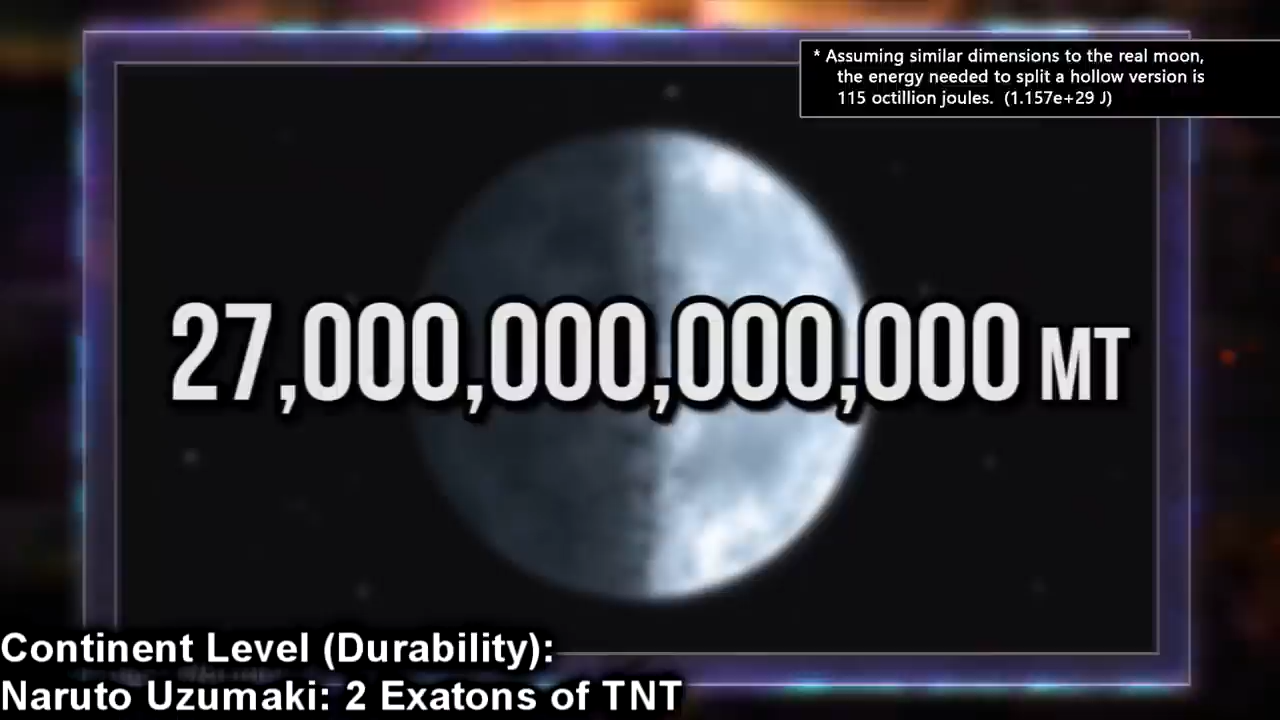 * Assuming similar dimensions to the real moon,
the energy needed to split a hollow version is
115 octillion joules. (1.157e+29 J)
27,000,000,000,000 MT
Continent Level (Durability):
Naruto Uzumaki: 2 Exatons of TNT